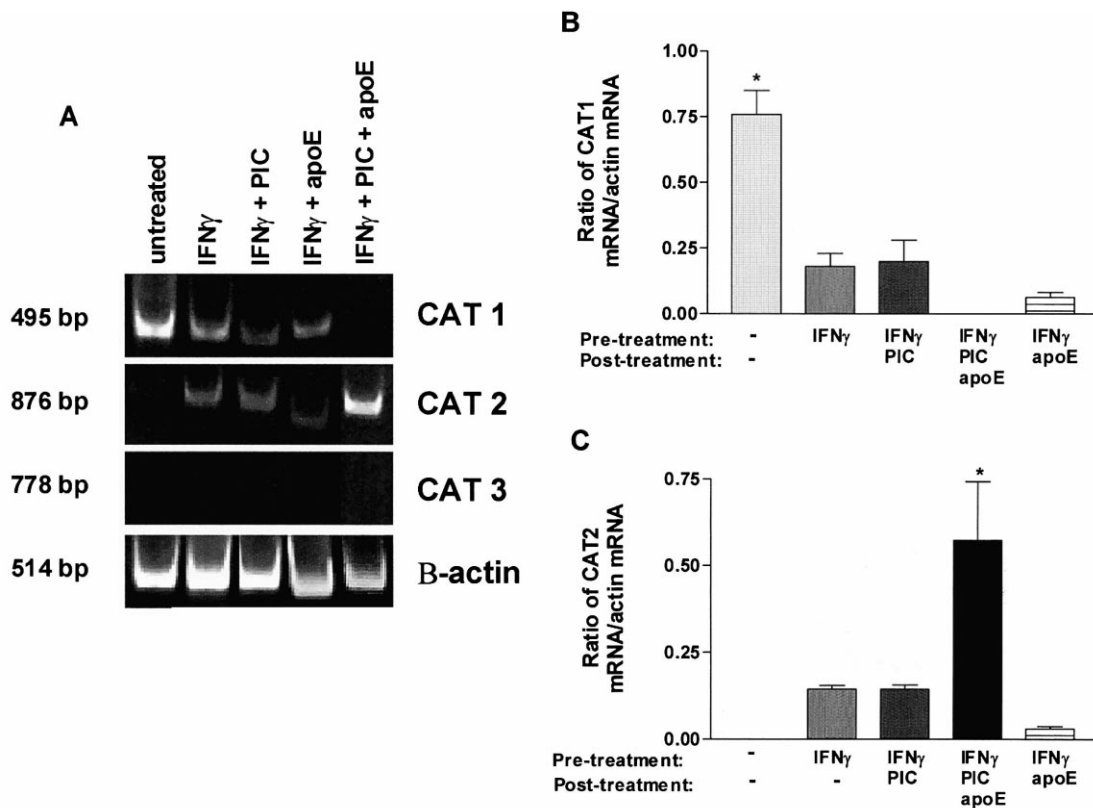 A
untreated
IFNγ
IFNγ + PIC
IFNγ + apoE
IFNγ + PIC + apoE
495 bp
CAT 1
876 bp
CAT 2
778 bp
CAT 3
514 bp
B-actin
B
Ratio of CAT1
mRNA/actin mRNA
1.00
0.75
0.50
0.25
0.00
*
Pre-treatment: - IFNγ IFNγ IFNγ IFNγ
Post-treatment: - PIC PIC apoE
apoE
C
Ratio of CAT2
mRNA/actin mRNA
0.75
0.50
0.25
0.00
*
Pre-treatment: - IFNγ IFNγ IFNγ IFNγ
Post-treatment: - - PIC PIC apoE
apoE